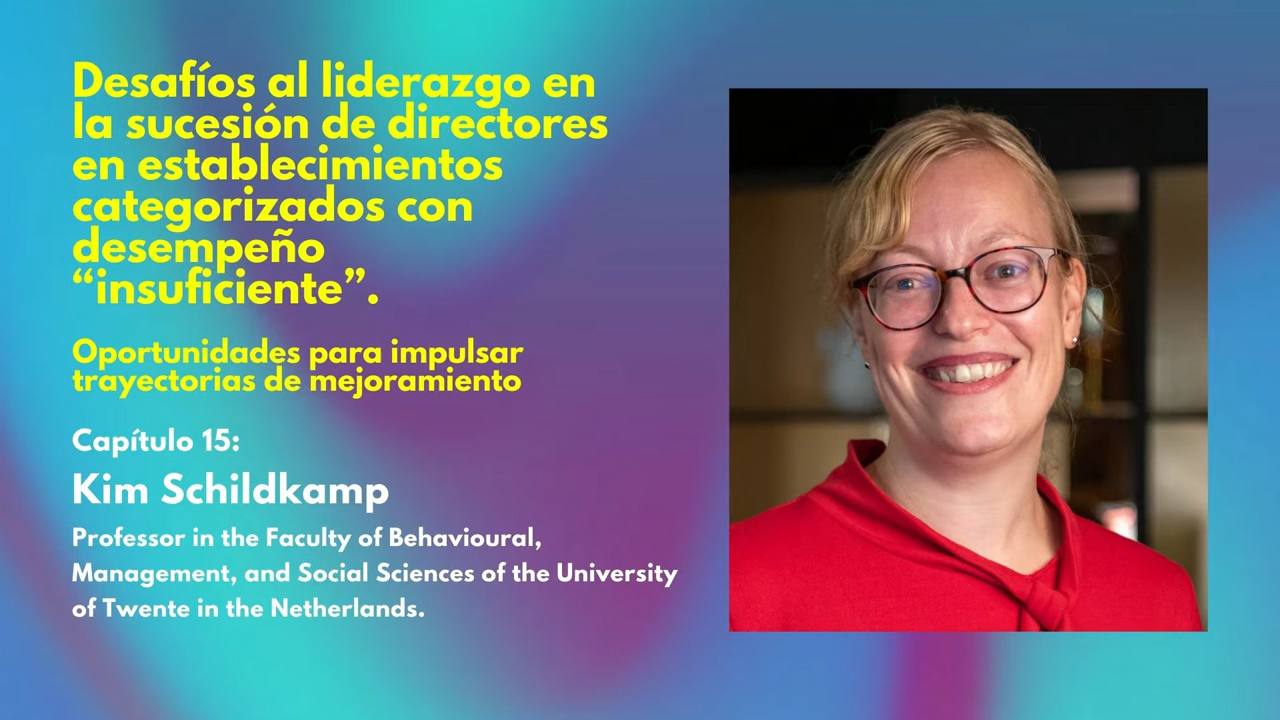 Desafíos al liderazgo en
la sucesión de directores
en establecimientos
categorizados con
desempeño
“insuficiente”.
Oportunidades para impulsar
trayectorias de mejoramiento
Capítulo 15:
Kim Schildkamp
Professor in the Faculty of Behavioural,
Management, and Social Sciences of the University
of Twente in the Netherlands.